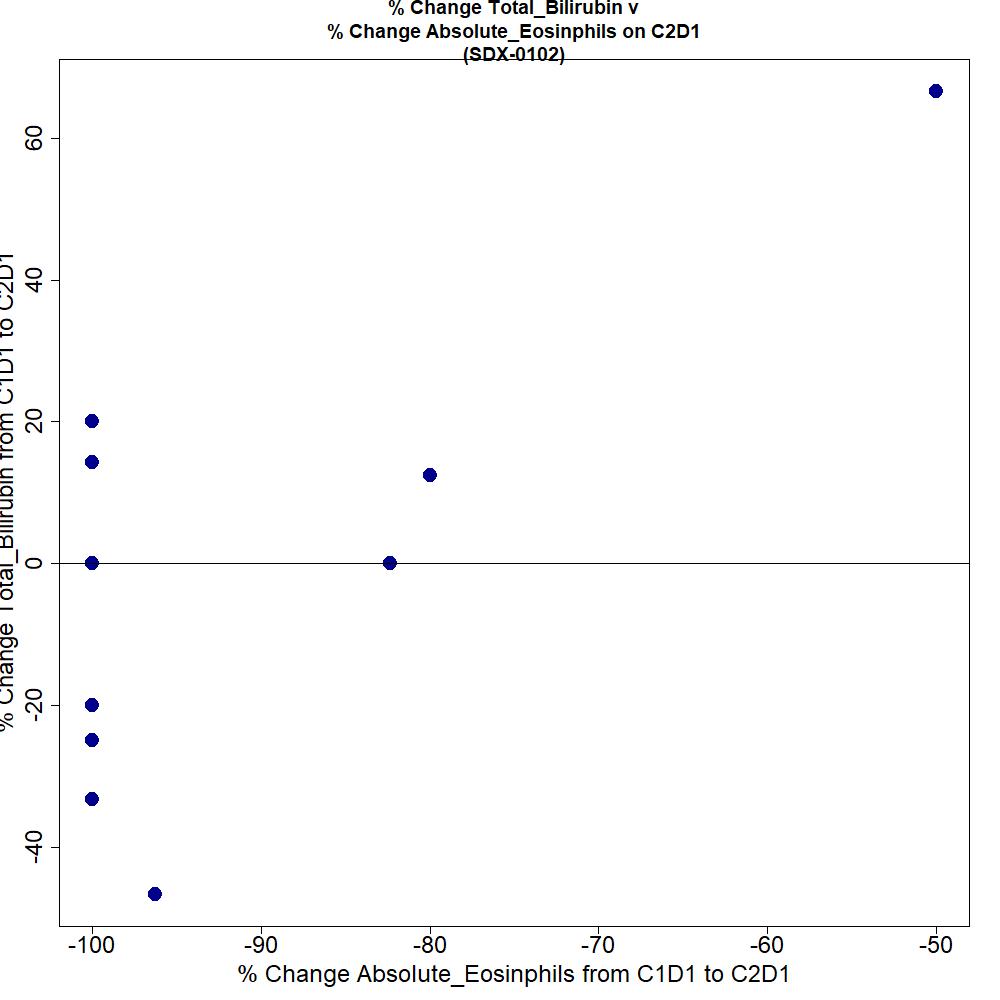 % Change Total_Bilirubin v
% Change Absolute_Eosinphils on C2D1
(SDX-0102)
% Change Total_Bilirubin from C1D1 to C2D1
60
40
20
0
-20
-40
-100
-90
-80
-70
-60
-50
% Change Absolute_Eosinphils from C1D1 to C2D1